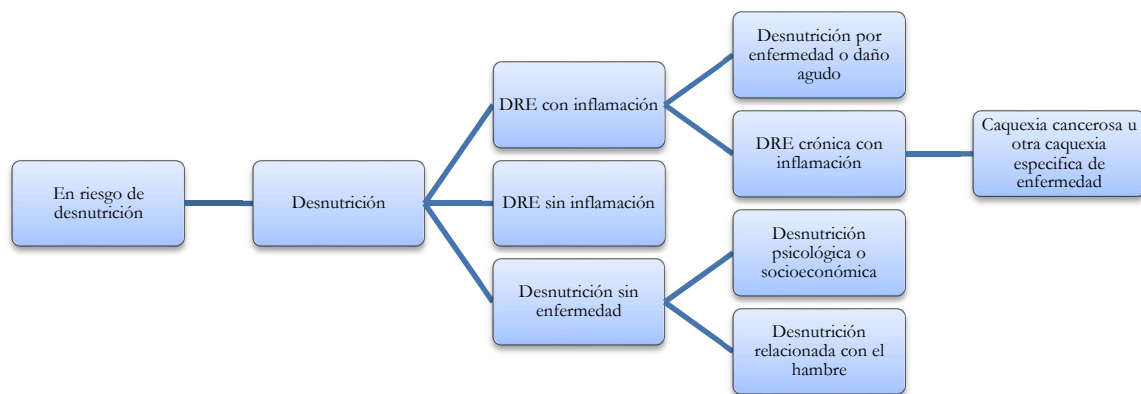 En riesgo de
desnutrición
Desnutrición
DRE con inflamación
DRE sin inflamación
Desnutrición sin
enfermedad
Desnutrición por
enfermedad o daño
agudo
DRE crónica con
inflamación
Desnutrición
psicológica o
socioeconómica
Desnutrición
relacionada con el
hambre
Caquexia cancerosa u
otra caquexia
especifica de
enfermedad